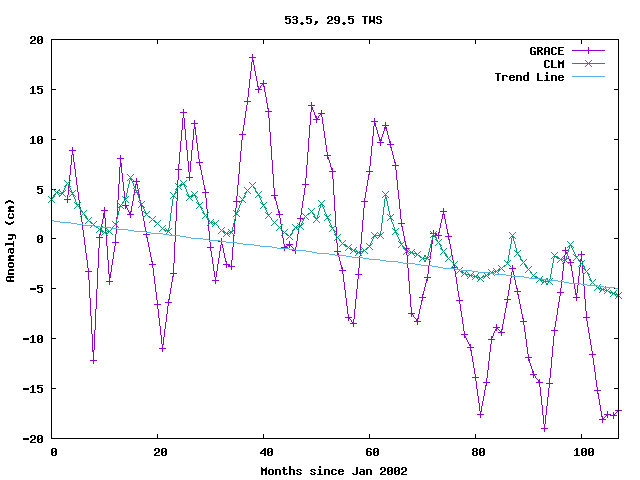 53.5, 29.5 TWS
GRACE
CLM
Trend Line
20
15
10
5
0
-5
-10
-15
-20
Anomaly (cm)
0 20 40 60 80 100
Months since Jan 2002